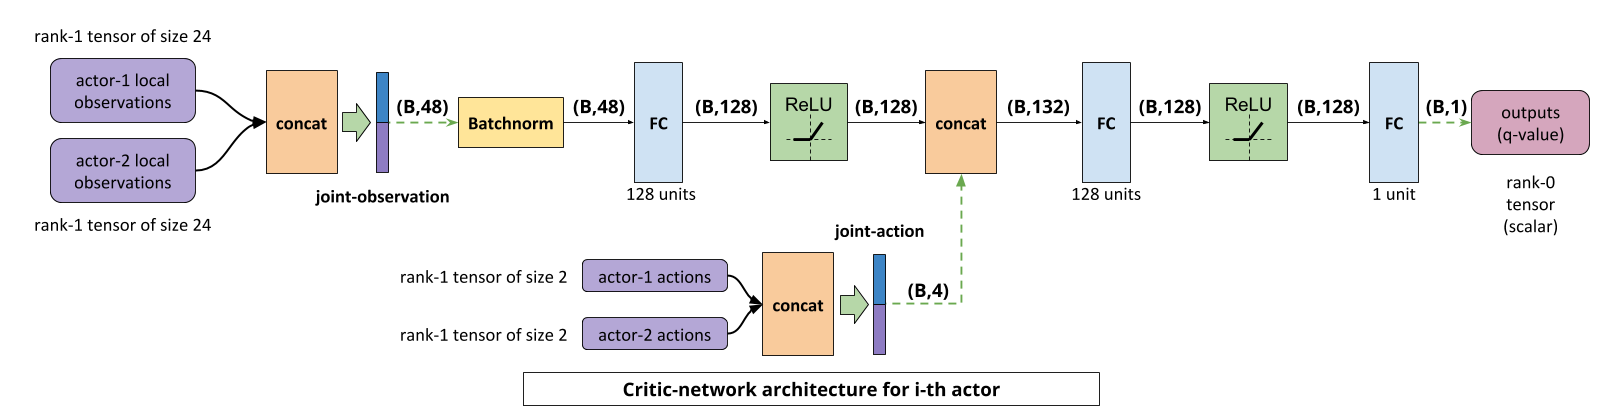 rank-1 tensor of size 24
actor-1 local
observations
actor-2 local
observations
rank-1 tensor of size 24
concat
joint-observation
(B,48)
Batchnorm
(B,48)
FC
128 units
(B,128)
ReLU
(B,128)
concat
(B,132)
FC
128 units
(B,128)
ReLU
(B,128)
FC
1 unit
(B,1)
outputs
(q-value)
rank-0
tensor
(scalar)
joint-action
rank-1 tensor of size 2
actor-1 actions
rank-1 tensor of size 2
actor-2 actions
concat
(B,4)
Critic-network architecture for i-th actor